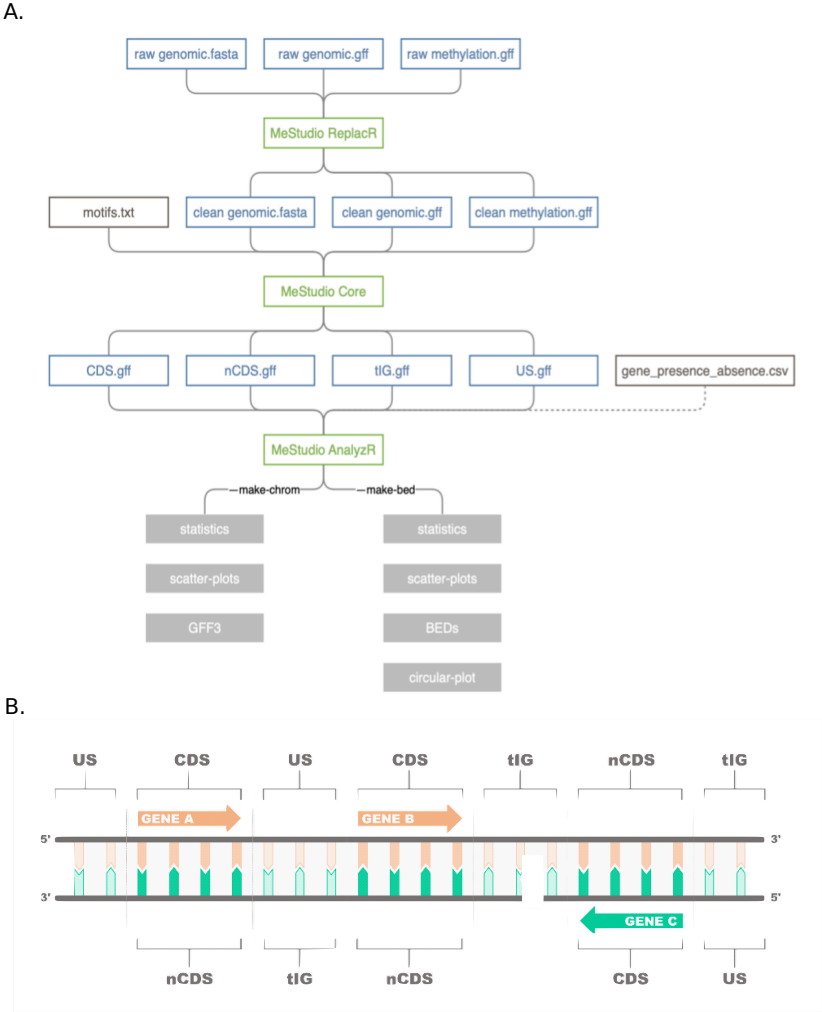 A.
raw genomic.fasta raw genomic.gff raw methylation.gff
MeStudio ReplacR
motifs.txt clean genomic.fasta clean genomic.gff clean methylation.gff
MeStudio Core
CDS.gff nCDS.gff tIG.gff US.gff gene_presence_absence.csv
MeStudio AnalyzR
—make-chrom —make-bed
statistics statistics
scatter-plots scatter-plots
GFF3 BEDs
circular-plot
B.
US CDS US CDS tIG nCDS tIG
GENE A GENE B
5' 3'
3' 5'
GENE C
nCDS tIG nCDS CDS US